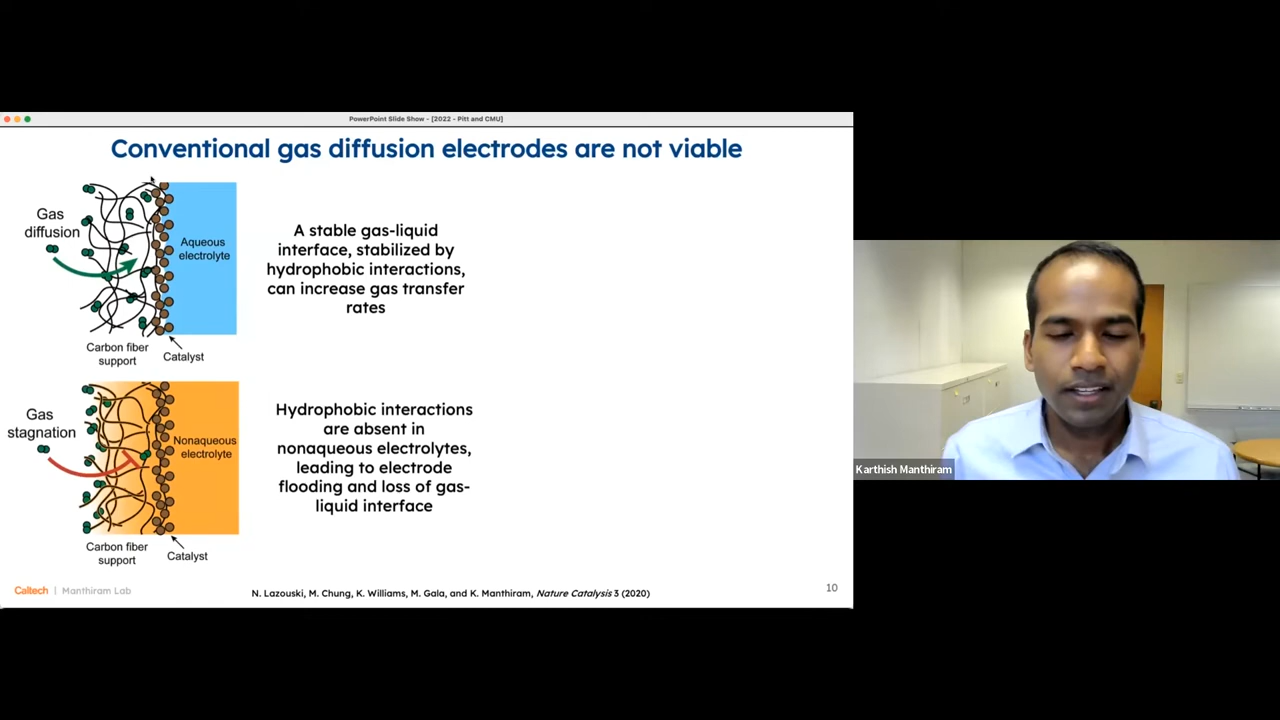 PowerPoint Slide Show - [2022 - Pitt and CMU]
Conventional gas diffusion electrodes are not viable
Gas
diffusion
Aqueous
electrolyte
Carbon fiber
support
Catalyst
A stable gas-liquid
interface, stabilized by
hydrophobic interactions,
can increase gas transfer
rates
Gas
stagnation
Nonaqueous
electrolyte
Carbon fiber
support
Catalyst
Hydrophobic interactions
are absent in
nonaqueous electrolytes,
leading to electrode
flooding and loss of gas-
liquid interface
Caltech | Manthiram Lab
N. Lazouski, M. Chung, K. Williams, M. Gala, and K. Manthiram, Nature Catalysis 3 (2020)
10
Karthish Manthiram